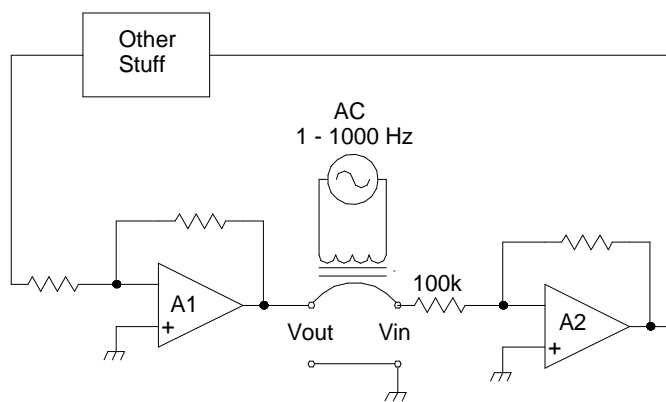 Other
Stuff
AC
1 - 1000 Hz
100k
A1
+
Vout
Vin
A2
+